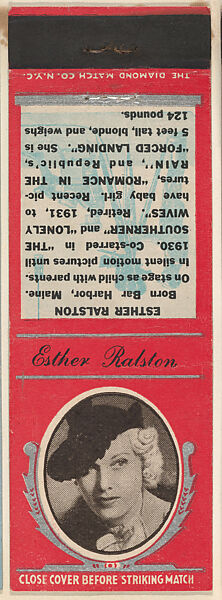 THE DIAMOND MATCH CO. N.Y.C.
ESTHER RALSTON
Born Bar Harbor, Maine.
On stage as child with parents.
In silent motion pictures until
1930. Co-starred in "THE
SOUTHERNER" and "LONELY
WIVES". Retired, 1931, to
have baby girl. Recent pic-
tures, "ROMANCE IN THE
RAIN", and Republic's,
"FORCED LANDING". She is
5 feet tall, blonde, and weighs
124 pounds.
Esther Ralston
CLOSE COVER BEFORE STRIKING MATCH